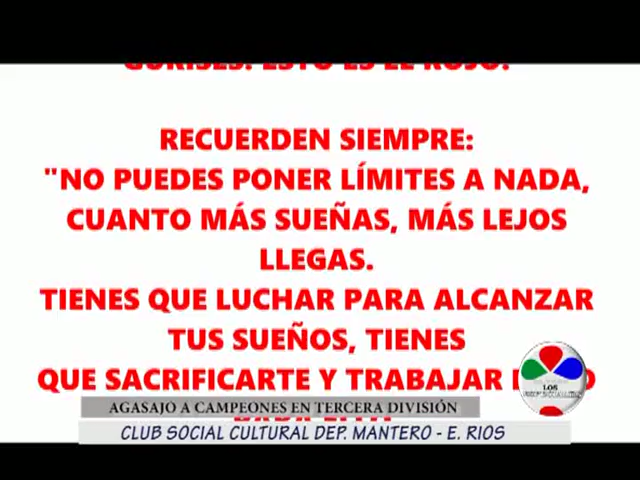 RECUERDEN SIEMPRE:
"NO PUEDES PONER LÍMITES A NADA,
CUANTO MÁS SUEÑAS, MÁS LEJOS
LLEGAS.
TIENES QUE LUCHAR PARA ALCANZAR
TUS SUEÑOS, TIENES
QUE SACRIFICARTE Y TRABAJAR
AGASAJO A CAMPEONES EN TERCERA DIVISIÓN
CLUB SOCIAL CULTURAL DEP. MANTERO - E. RIOS
LOS